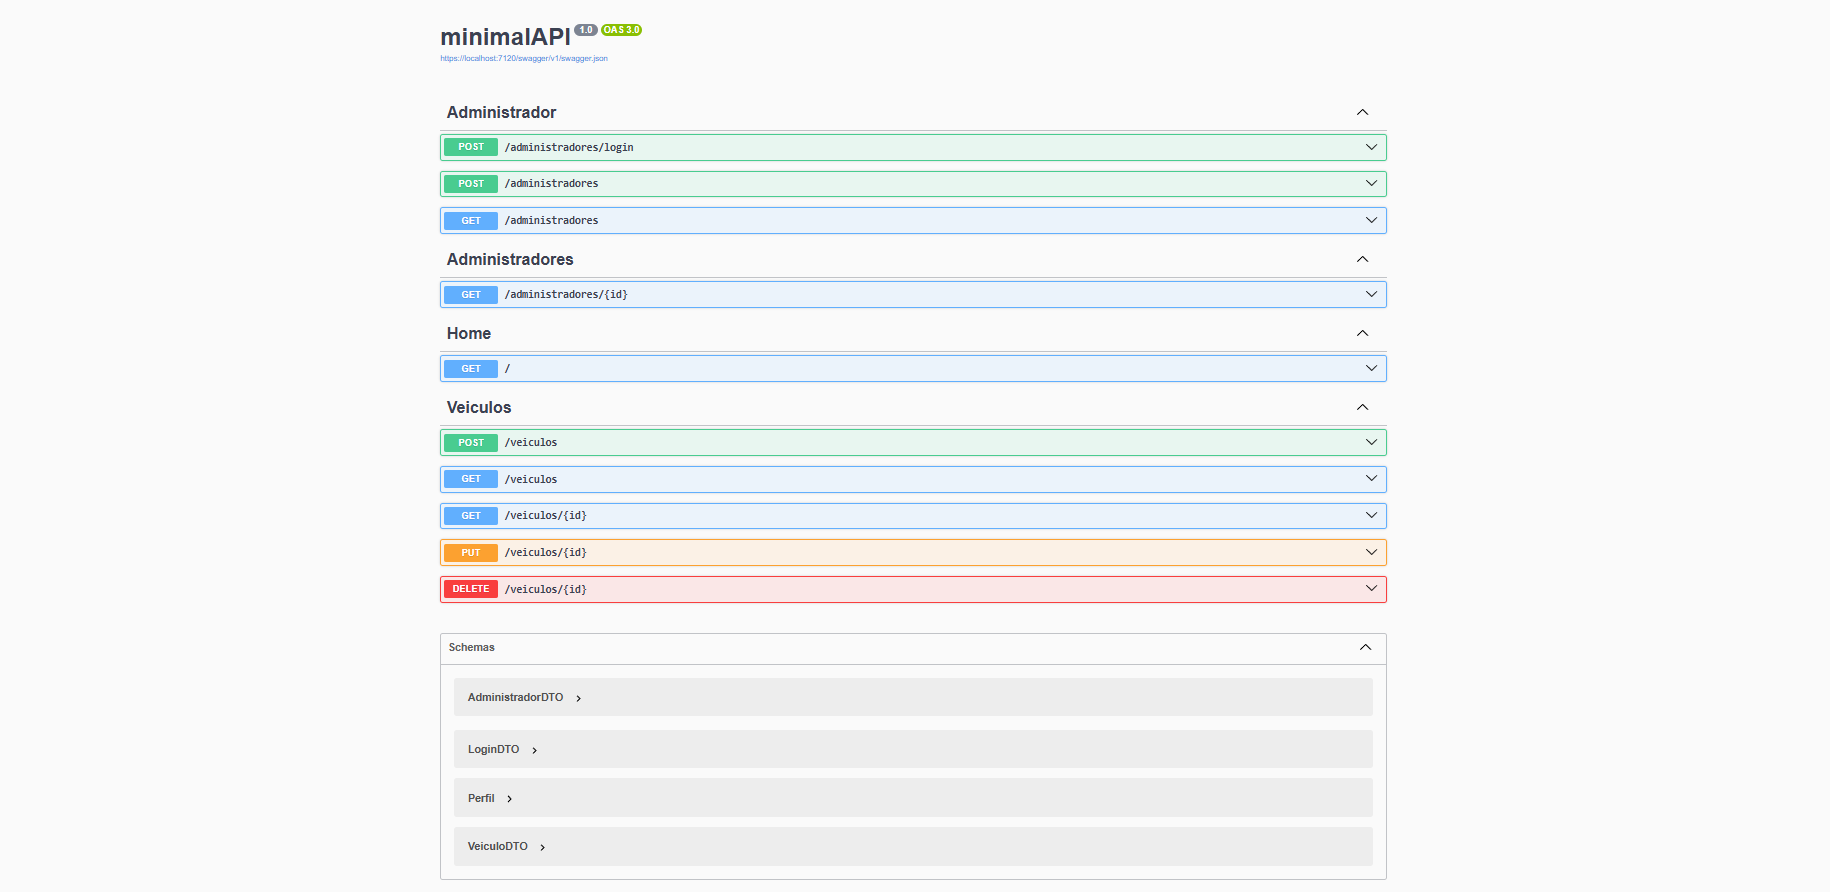 minimalAPI 1.0 OAS 3.0
https://localhost:7120/swagger/v1/swagger.json
Administrador
POST /administradores/login
POST /administradores
GET /administradores
Administradores
GET /administradores/{id}
Home
GET /
Veiculos
POST /veiculos
GET /veiculos
GET /veiculos/{id}
PUT /veiculos/{id}
DELETE /veiculos/{id}
Schemas
AdministradorDTO
LoginDTO
Perfil
VeiculoDTO